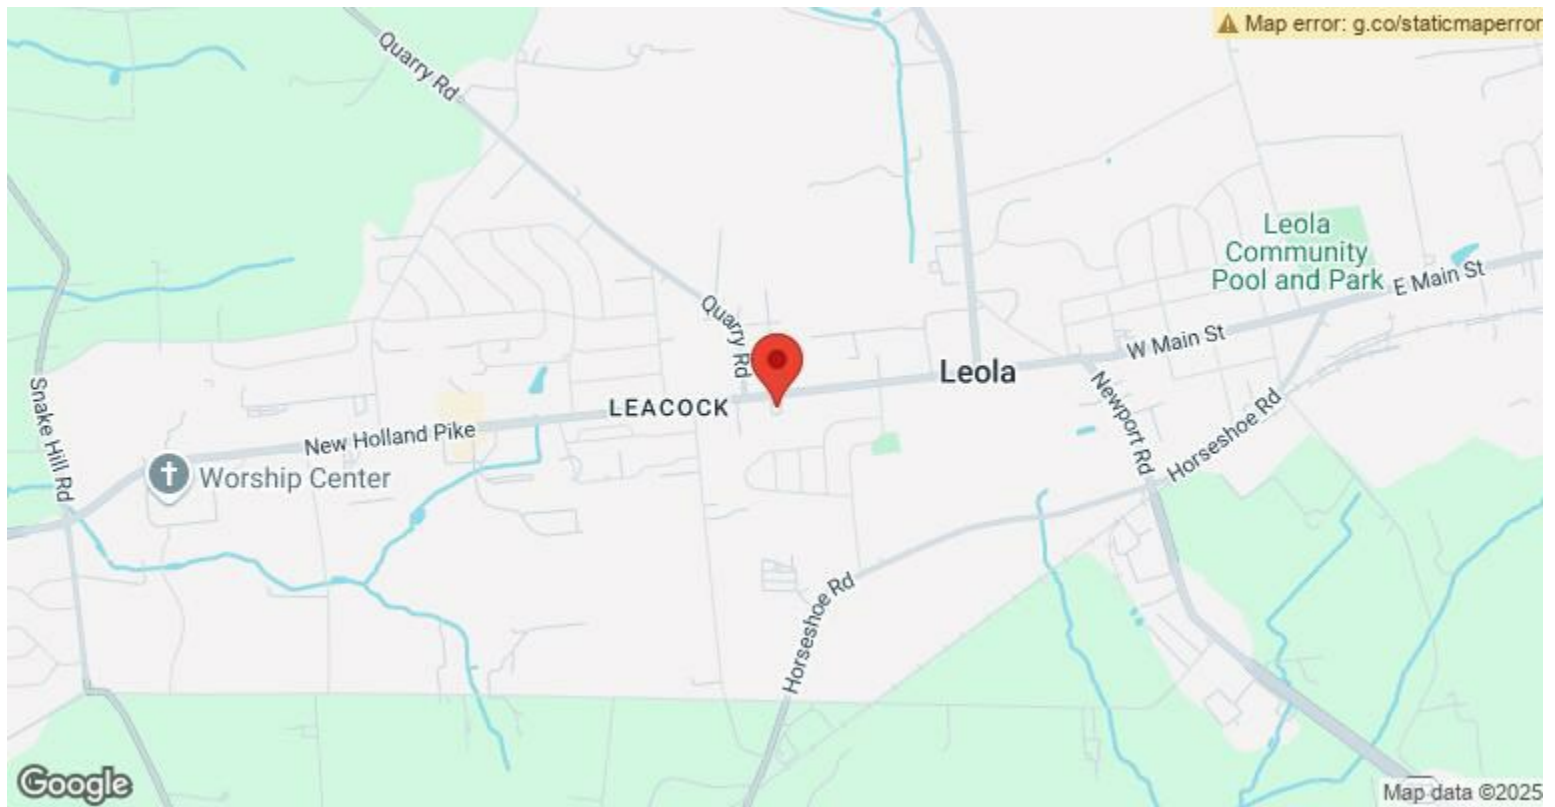 Map error: g.co/staticmaperror
Quarry Rd
Leola
Community
Pool and Park
E Main St
Quarry Rd
W Main St
Leola
Snake Hill Rd
LEACOCK
Newport Rd
Horseshoe Rd
New Holland Pike
Worship Center
Horseshoe Rd
Google
Map data ©2025